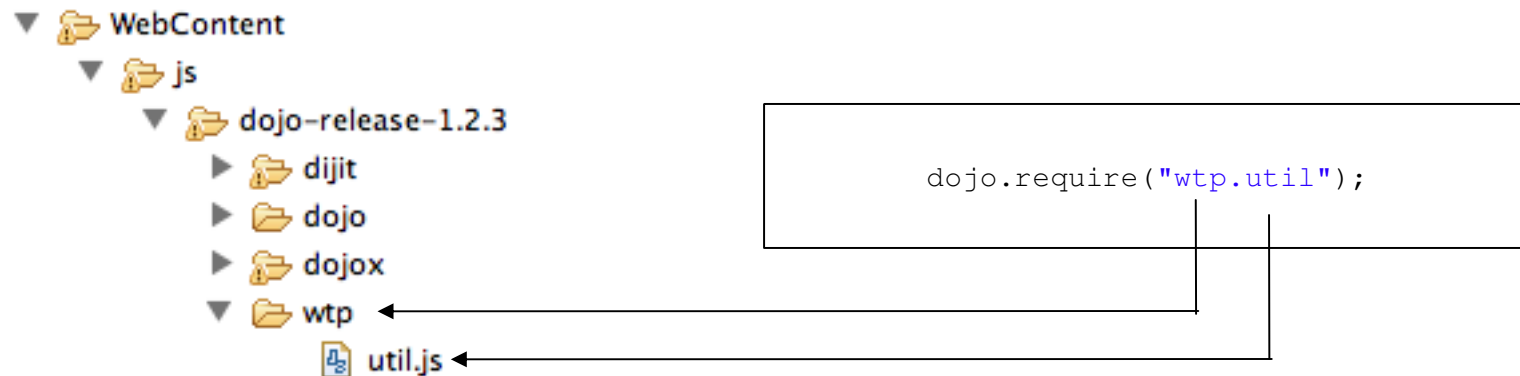 WebContent
js
dojo-release-1.2.3
dijit
dojo.require("wtp.util");
dojo
dojox
wtp
util.js